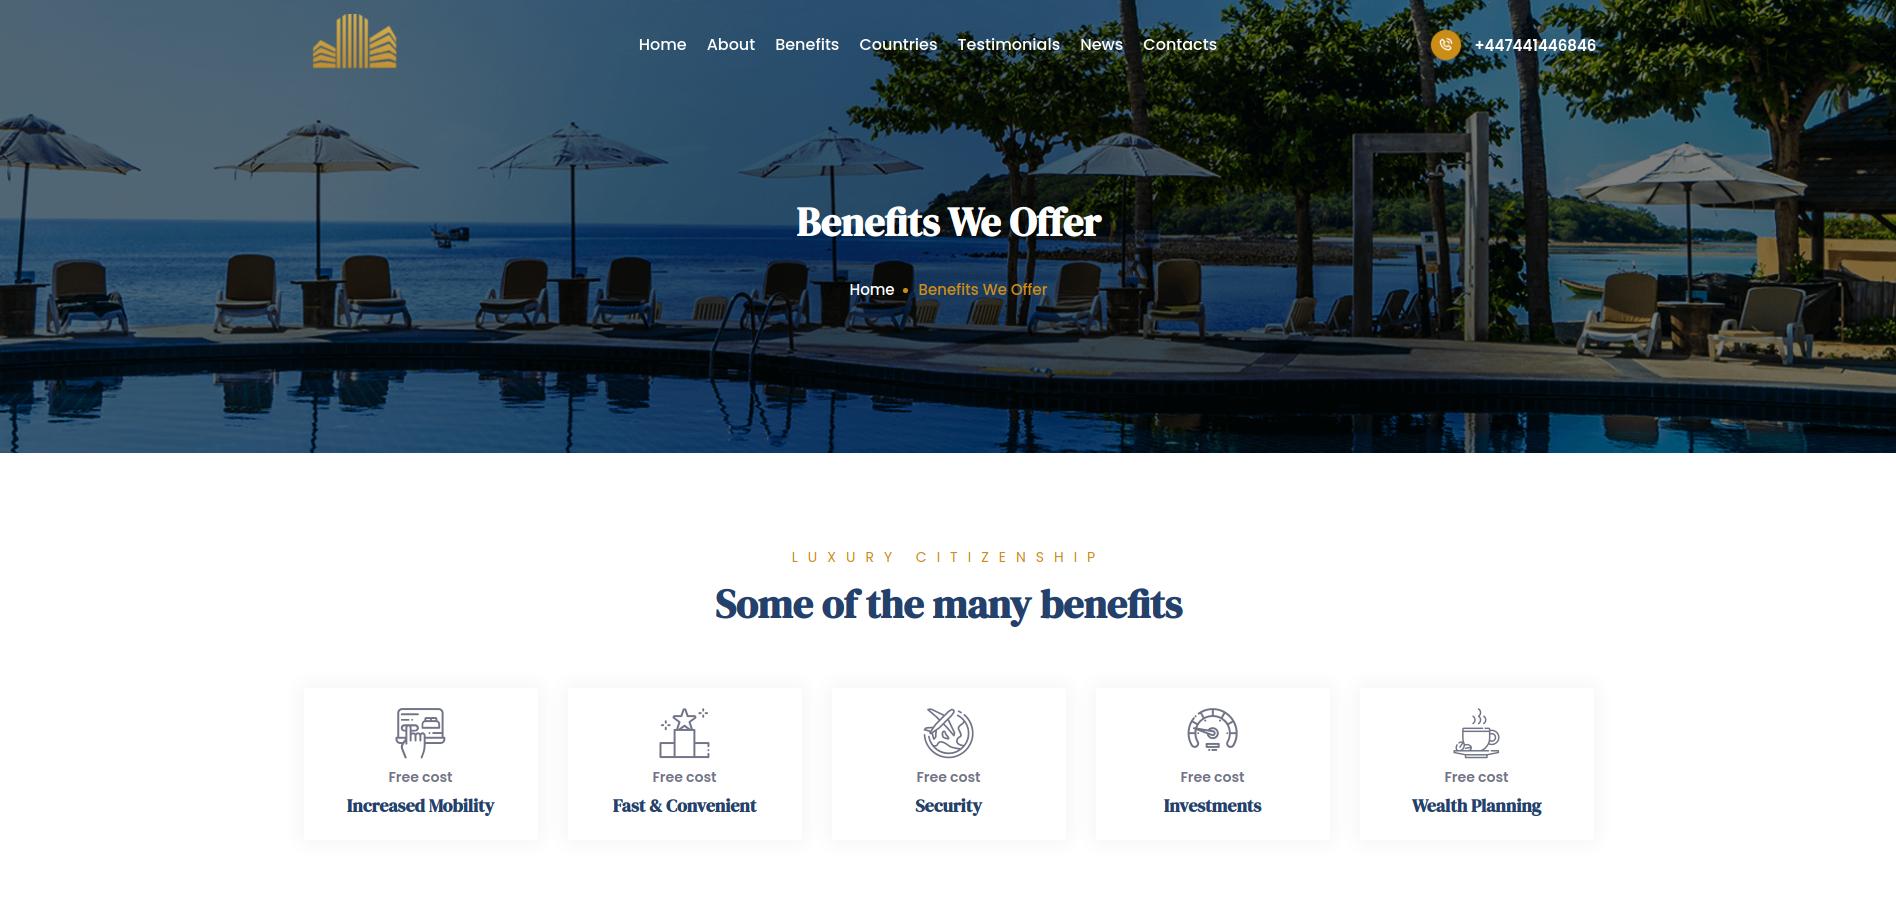 Home About Benefits Countries Testimonials News Contacts +447441446846
Benefits We Offer
Home • Benefits We Offer
LUXURY CITIZENSHIP
Some of the many benefits
Free cost
Increased Mobility
Free cost
Fast & Convenient
Free cost
Security
Free cost
Investments
Free cost
Wealth Planning